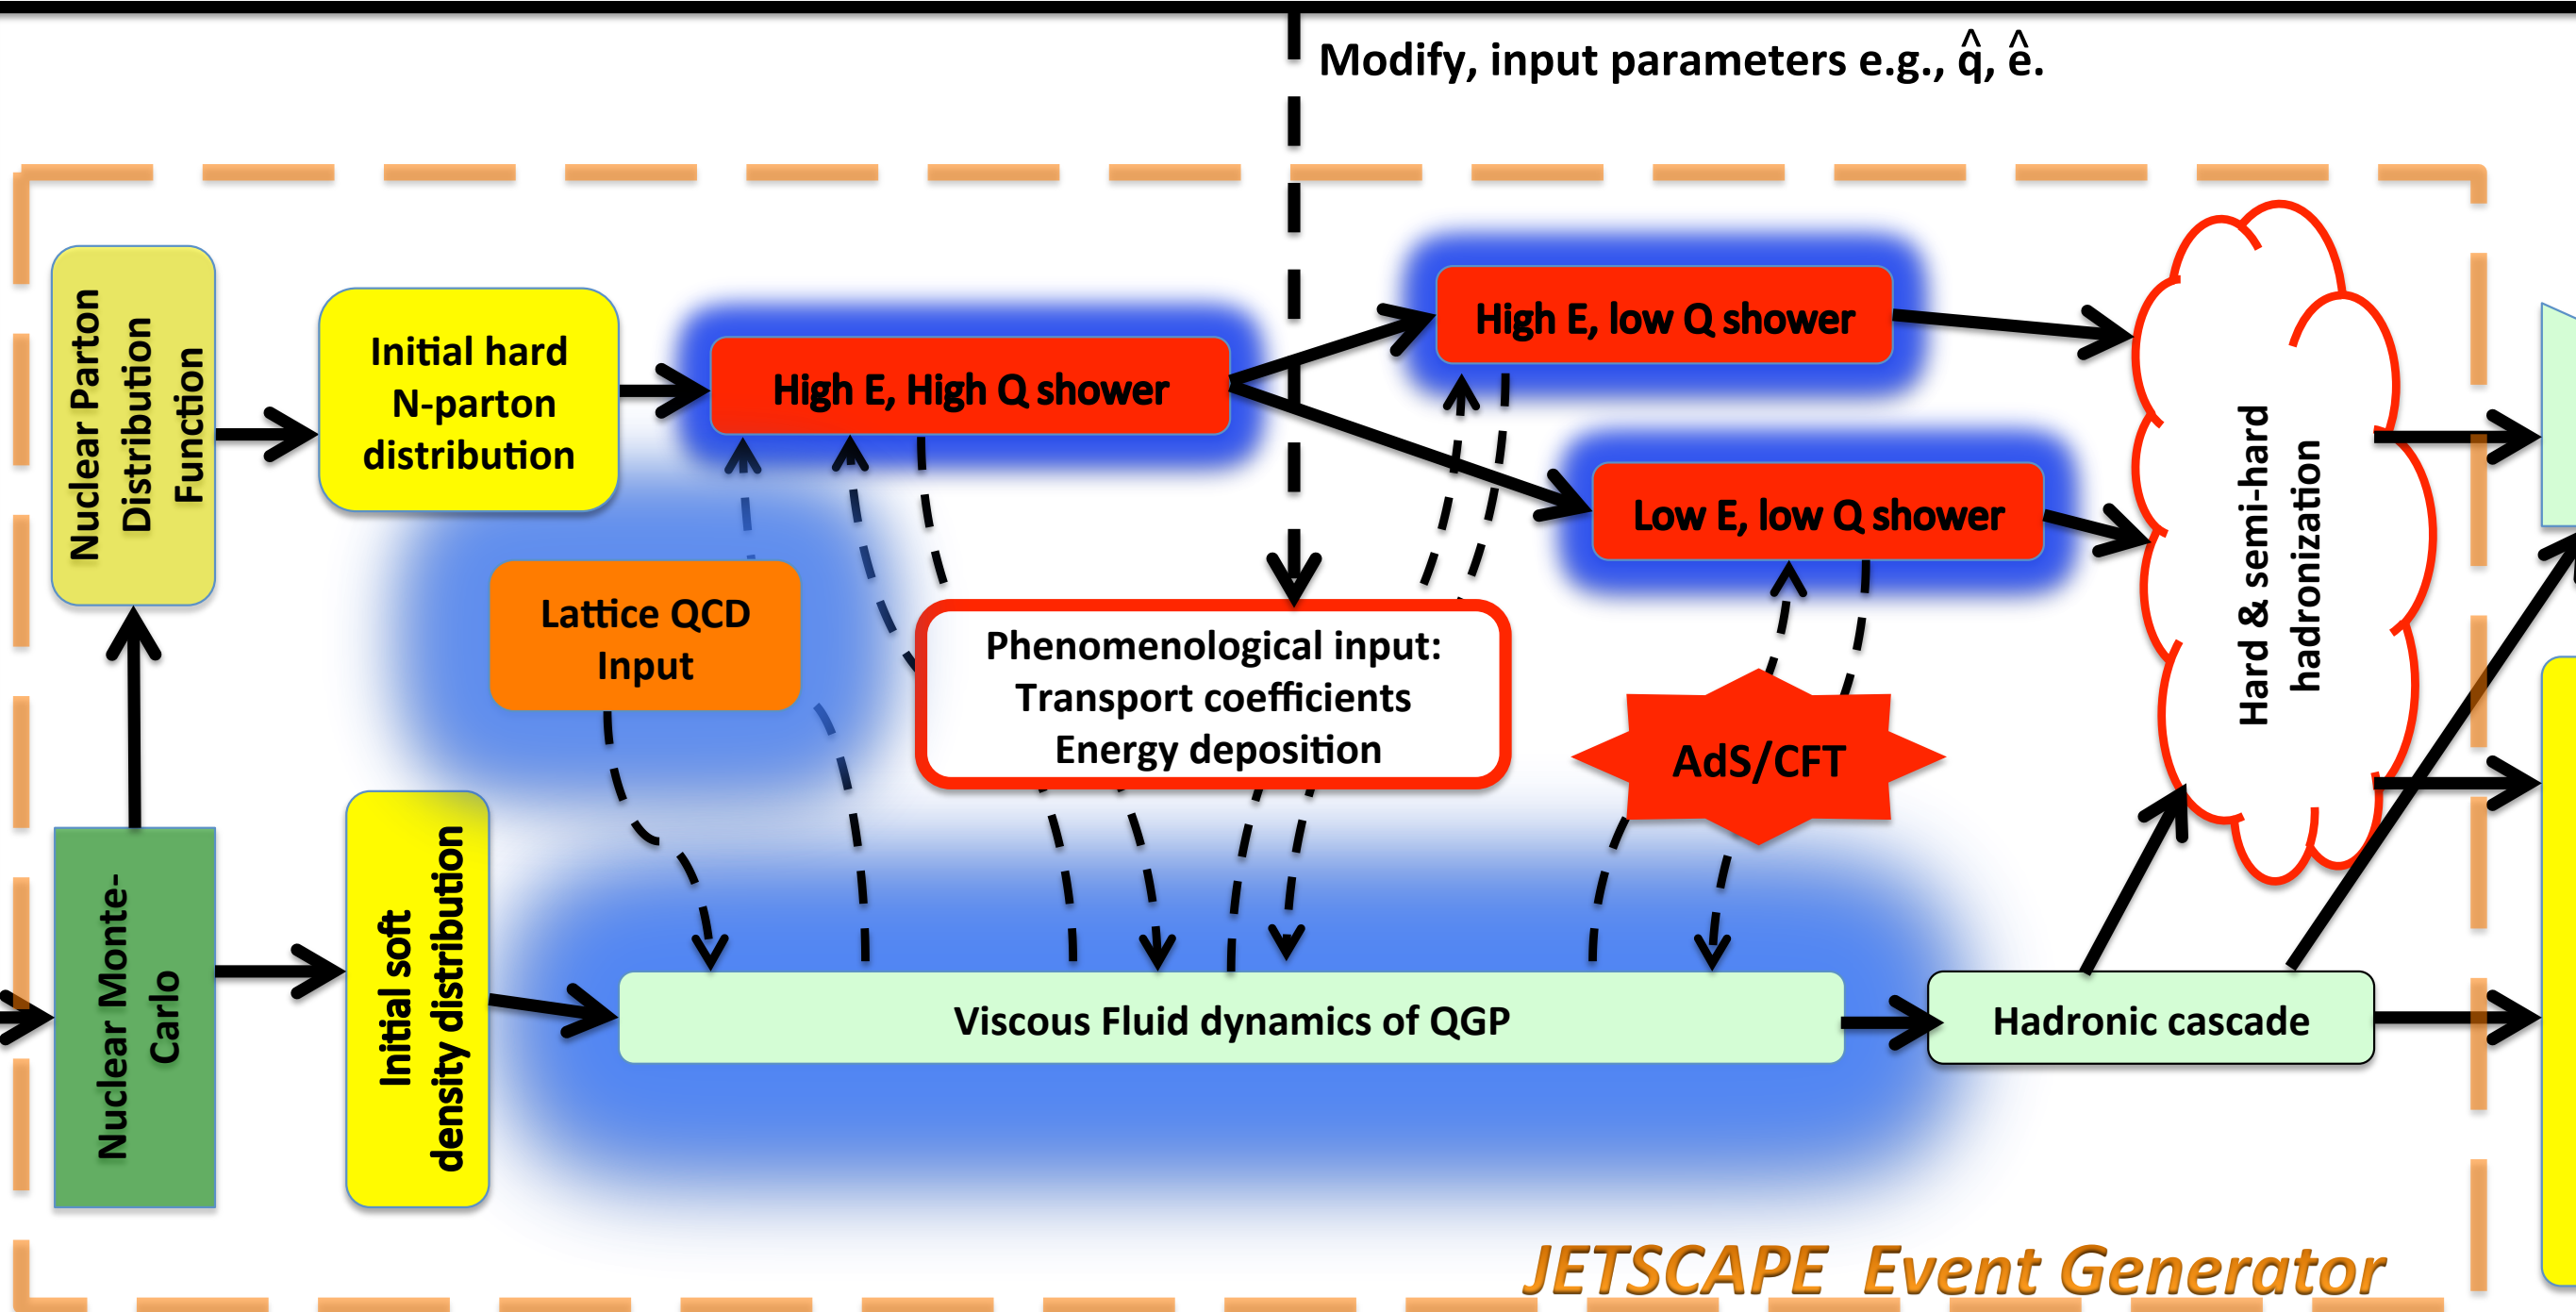 Modify, input parameters e.g., q̂, ê.
Nuclear Parton
Distribution
Function
Initial hard
N-parton
distribution
High E, High Q shower
High E, low Q shower
Low E, low Q shower
Hard & semi-hard
hadronization
Lattice QCD
Input
Phenomenological input:
Transport coefficients
Energy deposition
AdS/CFT
Nuclear Monte-
Carlo
Initial soft
density distribution
Viscous Fluid dynamics of QGP
Hadronic cascade
JETSCAPE Event Generator